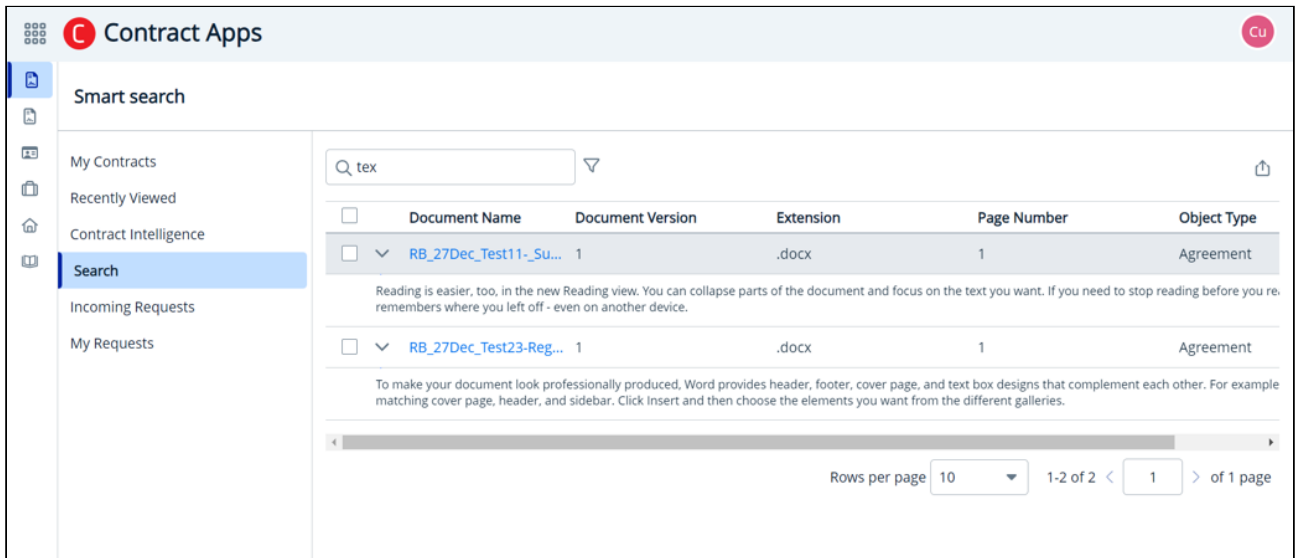 C Contract Apps
Cu
Smart search
My Contracts
Recently Viewed
Contract Intelligence
Search
Incoming Requests
My Requests
tex
Document Name Document Version Extension Page Number Object Type
RB_27Dec_Test11-_Su... 1 .docx 1 Agreement
Reading is easier, too, in the new Reading view. You can collapse parts of the document and focus on the text you want. If you need to stop reading before you
remembers where you left off - even on another device.
RB_27Dec_Test23-Reg... 1 .docx 1 Agreement
To make your document look professionally produced, Word provides header, footer, cover page, and text box designs that complement each other. For example
matching cover page, header, and sidebar. Click Insert and then choose the elements you want from the different galleries.
Rows per page 10 1-2 of 2 < 1 > of 1 page